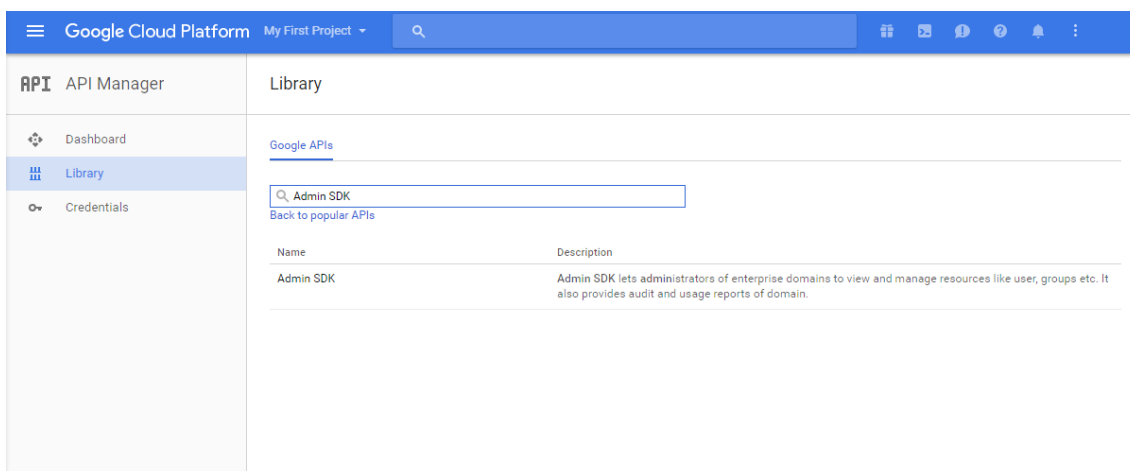 Google Cloud Platform My First Project
API API Manager
Library
Dashboard
Library
Credentials
Google APIs
Admin SDK
Back to popular APIs
Name Description
Admin SDK Admin SDK lets administrators of enterprise domains to view and manage resources like user, groups etc. It
also provides audit and usage reports of domain.